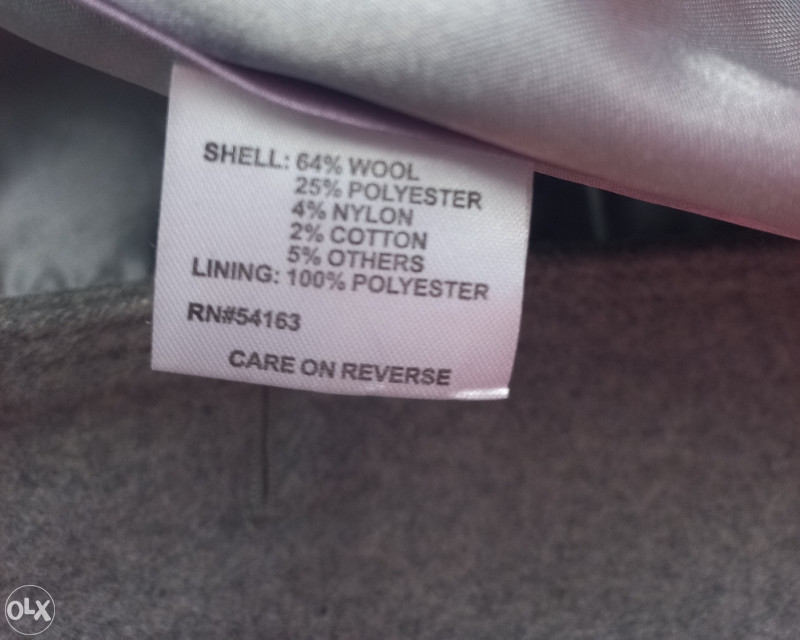 SHELL: 64% WOOL
25% POLYESTER
4% NYLON
2% COTTON
5% OTHERS
LINING: 100% POLYESTER
RN#54163
CARE ON REVERSE
OLX